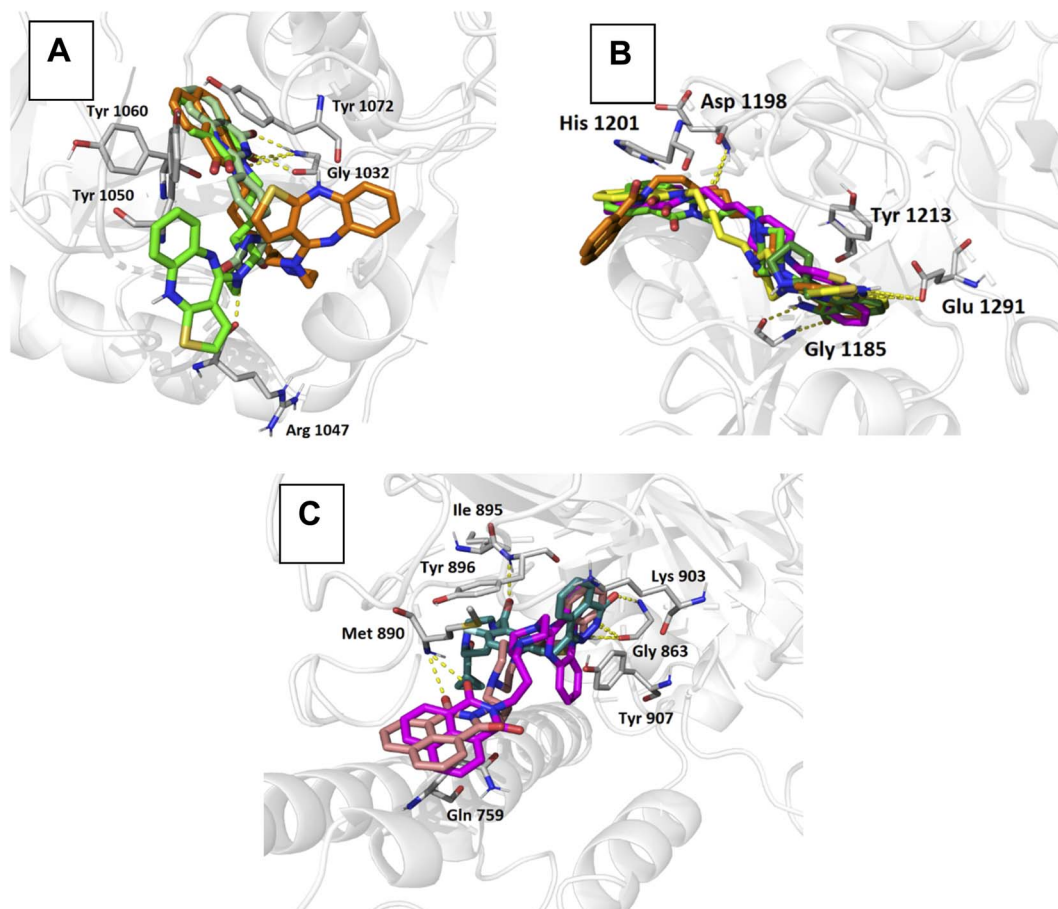 A
Tyr 1060
Tyr 1072
Gly 1032
Tyr 1050
Arg 1047
B
Asp 1198
His 1201
Tyr 1213
Glu 1291
Gly 1185
C
Ile 895
Tyr 896
Lys 903
Met 890
Gly 863
Tyr 907
Gln 759